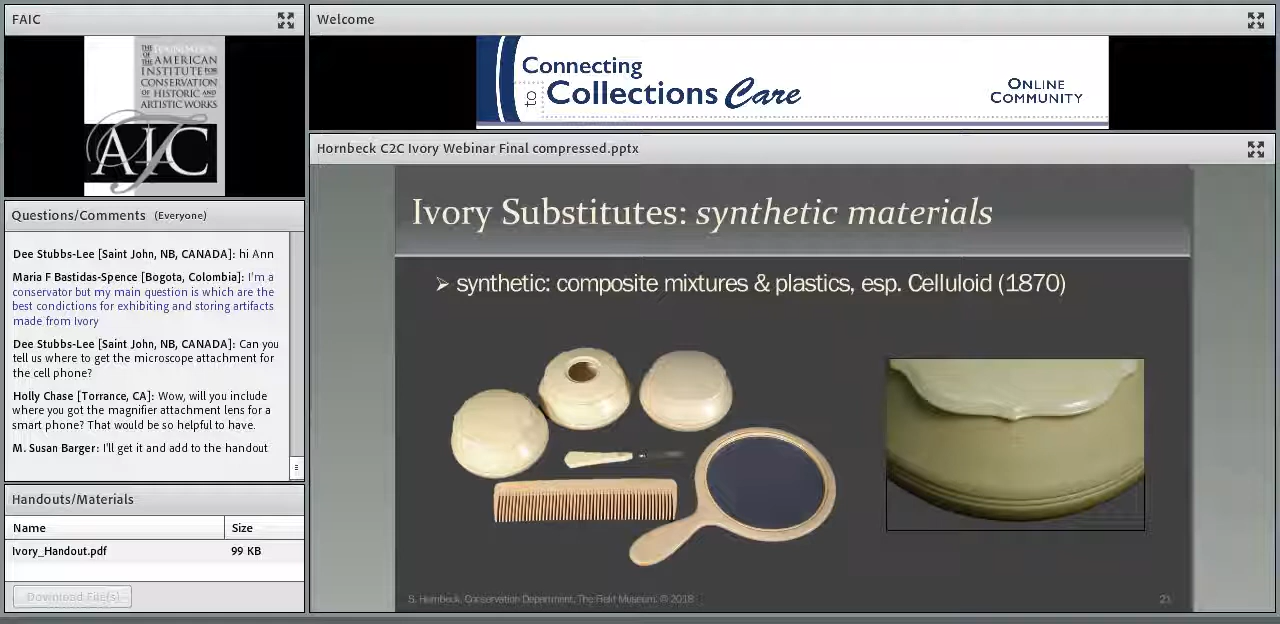 FAIC
THE FOUNDATION
OF THE AMERICAN
INSTITUTE FOR
CONSERVATION
OF HISTORIC AND
ARTISTIC WORKS
AIC
Questions/Comments (Everyone)
Dee Stubbs-Lee [Saint John, NB, CANADA]: hi Ann
Maria F Bastidas-Spence [Bogota, Colombia]: I'm a
conservator but my main question is which are the
best condictions for exhibiting and storing artifacts
made from Ivory
Dee Stubbs-Lee [Saint John, NB, CANADA]: Can you
tell us where to get the microscope attachment for
the cell phone?
Holly Chase [Torrance, CA]: Wow, will you include
where you got the magnifier attachment lens for a
smart phone? That would be so helpful to have.
M. Susan Barger: I'll get it and add to the handout
Handouts/Materials
Name Size
Ivory_Handout.pdf 99 KB
Download File(s)
Welcome
Connecting
to Collections Care
ONLINE
COMMUNITY
Hornbeck C2C Ivory Webinar Final compressed.pptx
Ivory Substitutes: synthetic materials
➢ synthetic: composite mixtures & plastics, esp. Celluloid (1870)
S. Hornbeck, Conservation Department, The Field Museum. © 2018
21